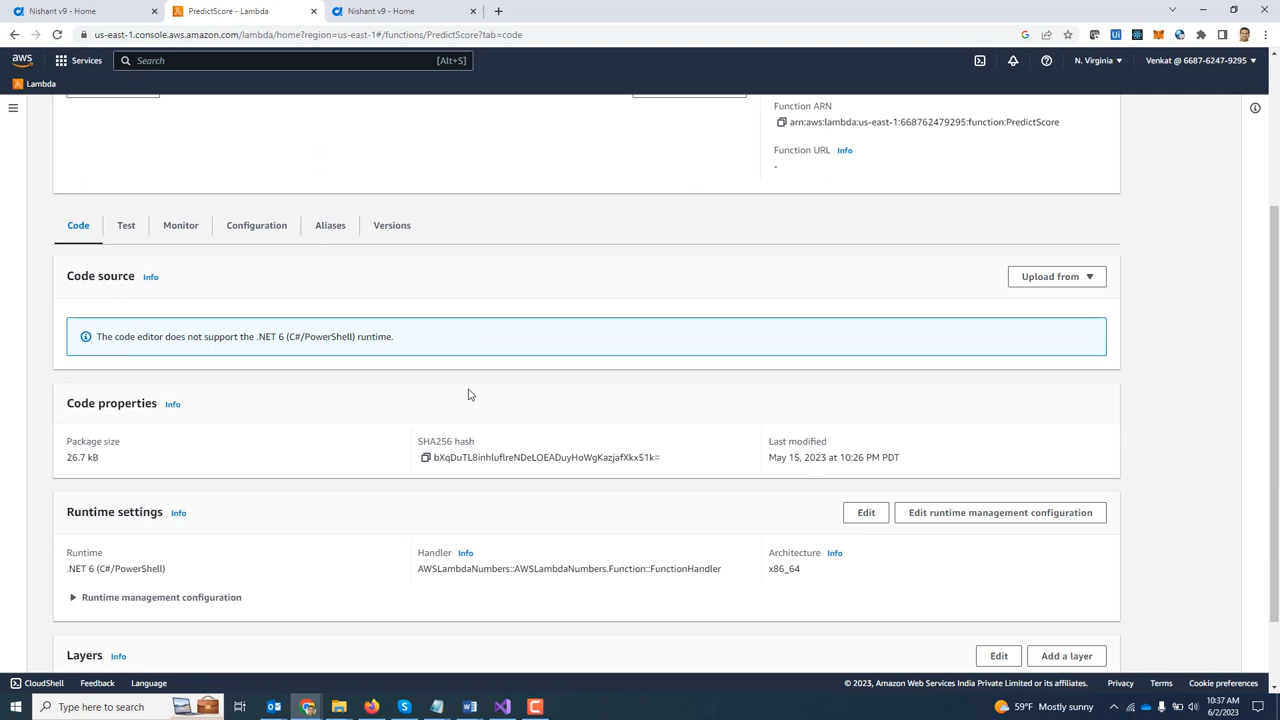 Nishant v9 - Home
PredictScore - Lambda
Nishant v9 - Home
us-east-1.console.aws.amazon.com/lambda/home?region=us-east-1#/functions/PredictScore?tab=code
aws
Services
Search
[Alt+S]
N. Virginia
Venkat @ 6687-6247-9295
Lambda
Function ARN
arn:aws:lambda:us-east-1:668762479295:function:PredictScore
Function URL Info
-
Code
Test
Monitor
Configuration
Aliases
Versions
Code source Info
Upload from
The code editor does not support the .NET 6 (C#/PowerShell) runtime.
Code properties Info
Package size
26.7 kB
SHA256 hash
bXqDuTL8inhluflreNDeLOEADuyHoWgKazjafXkx51k=
Last modified
May 15, 2023 at 10:26 PM PDT
Runtime settings Info
Edit
Edit runtime management configuration
Runtime
.NET 6 (C#/PowerShell)
Handler Info
AWSLambdaNumbers::AWSLambdaNumbers.Function::FunctionHandler
Architecture Info
x86_64
Runtime management configuration
Layers Info
Edit
Add a layer
CloudShell
Feedback
Language
© 2023, Amazon Web Services India Private Limited or its affiliates.
Privacy
Terms
Cookie preferences
Type here to search
59°F Mostly sunny
10:37 AM
6/2/2023